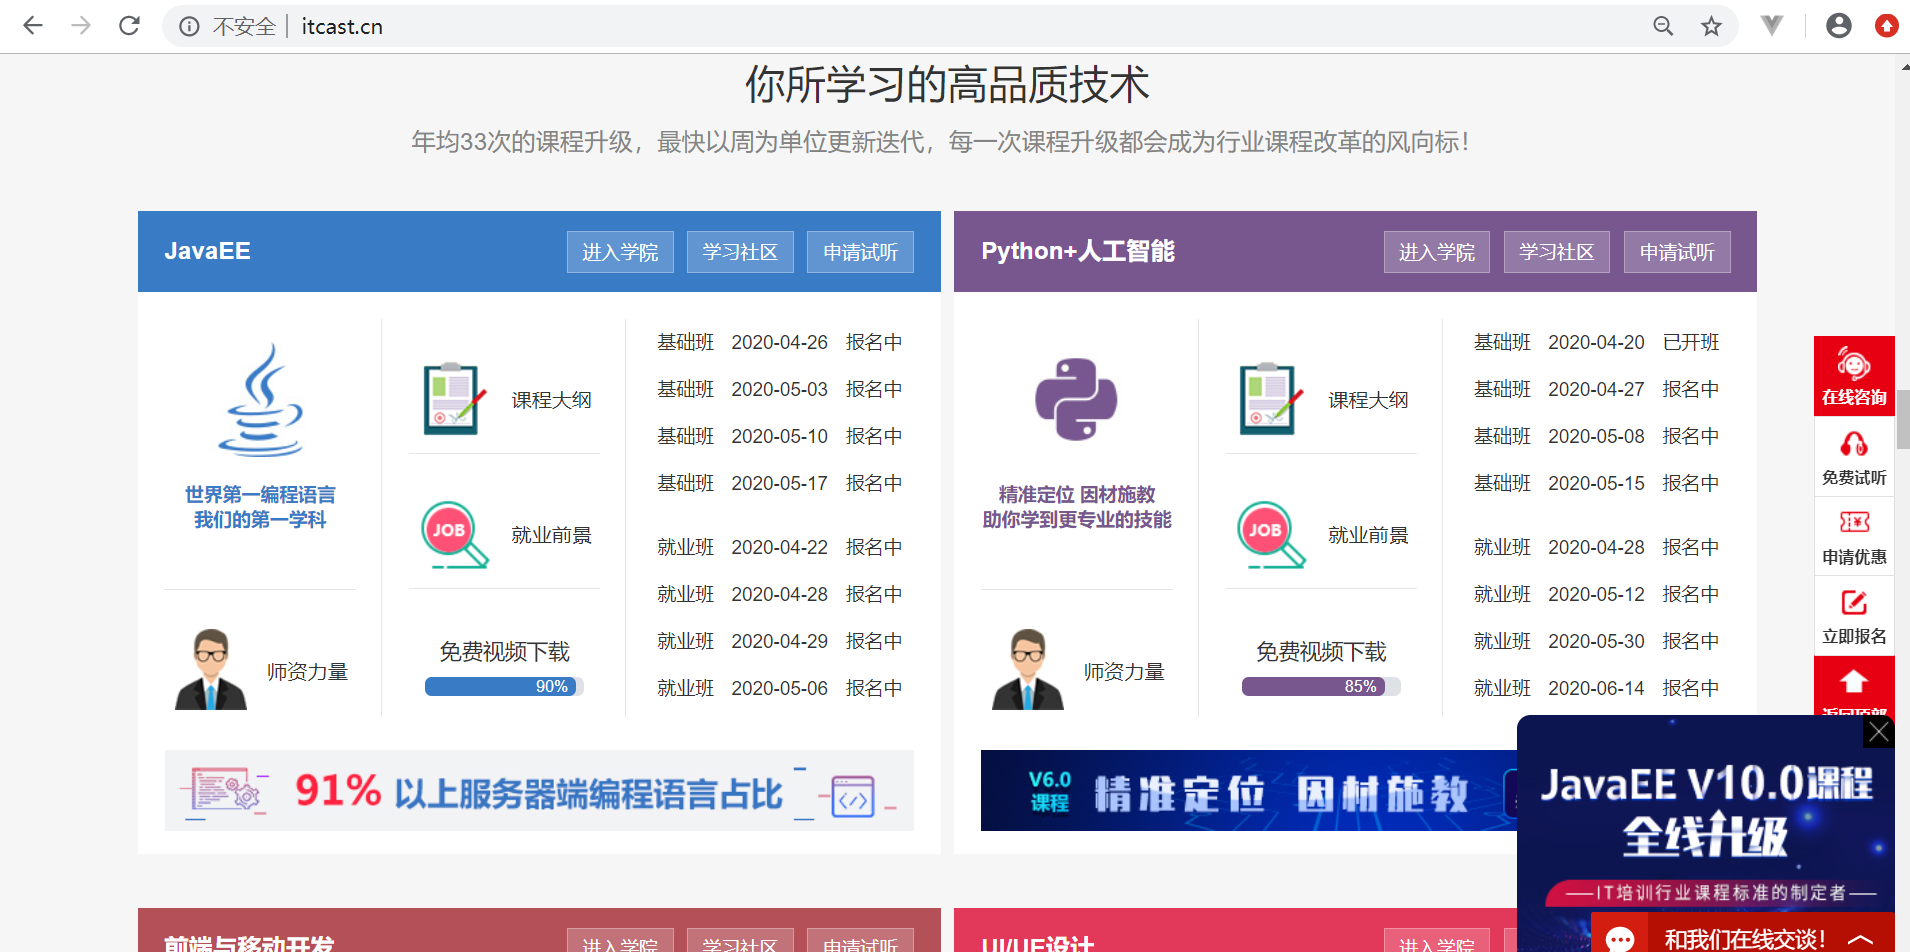 不安全 itcast.cn
你所学习的高品质技术
年均33次的课程升级，最快以周为单位更新迭代，每一次课程升级都会成为行业课程改革的风向标！
JavaEE
进入学院
学习社区
申请试听
世界第一编程语言
我们的第一学科
师资力量
课程大纲
JOB
就业前景
免费视频下载
90%
基础班 2020-04-26 报名中
基础班 2020-05-03 报名中
基础班 2020-05-10 报名中
基础班 2020-05-17 报名中
就业班 2020-04-22 报名中
就业班 2020-04-28 报名中
就业班 2020-04-29 报名中
就业班 2020-05-06 报名中
91% 以上服务器端编程语言占比
Python+人工智能
进入学院
学习社区
申请试听
精准定位 因材施教
助你学到更专业的技能
师资力量
课程大纲
JOB
就业前景
免费视频下载
85%
基础班 2020-04-20 已开班
基础班 2020-04-27 报名中
基础班 2020-05-08 报名中
基础班 2020-05-15 报名中
就业班 2020-04-28 报名中
就业班 2020-05-12 报名中
就业班 2020-05-30 报名中
就业班 2020-06-14 报名中
V6.0
课程
精准定位 因材施教
前端与移动开发
进入学院
学习社区
申请试听
UI/UE设计
进入学院
在线咨询
免费试听
申请优惠
立即报名
返回顶部
JavaEE V10.0课程
全线升级
IT培训行业课程标准的制定者
和我们在线交谈！